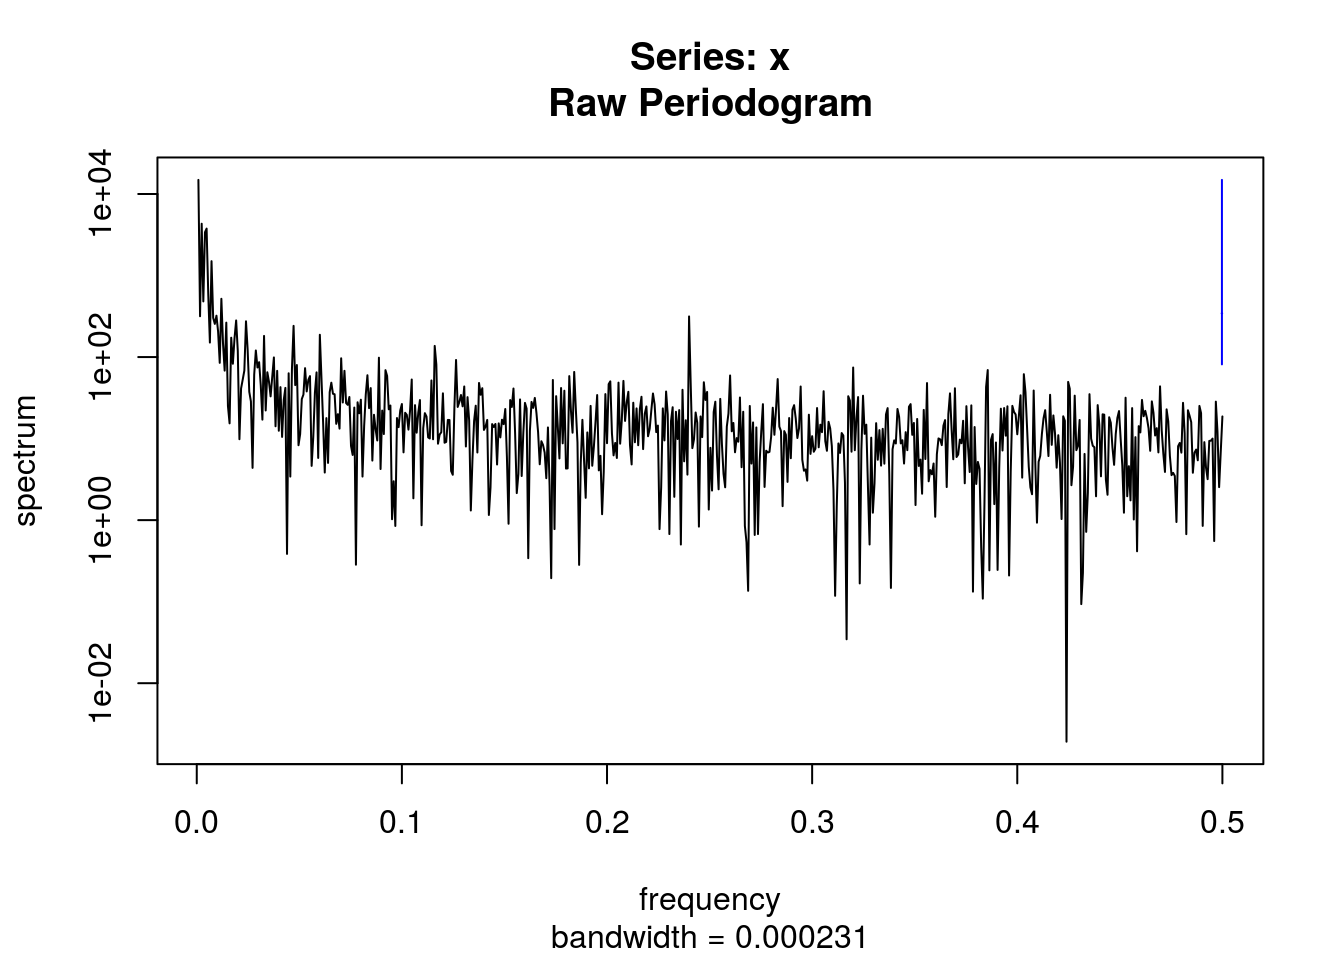 Series: x
Raw Periodogram
spectrum
1e+04
1e+02
1e+00
1e-02
0.0 0.1 0.2 0.3 0.4 0.5
frequency
bandwidth = 0.000231